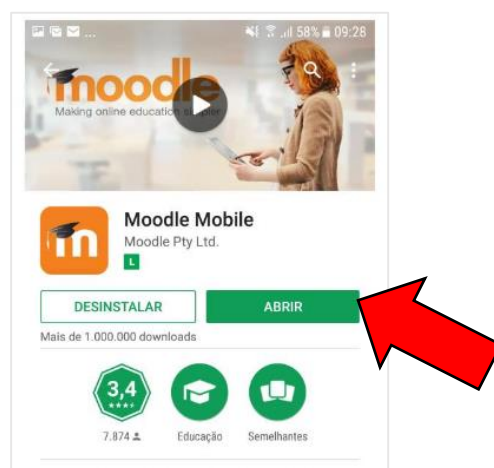 58% 09:28
moodle
Making online education simpler
m
Moodle Mobile
Moodle Pty Ltd.
L
DESINSTALAR
ABRIR
Mais de 1.000.000 downloads
3,4
7.874
Educação
Semelhantes